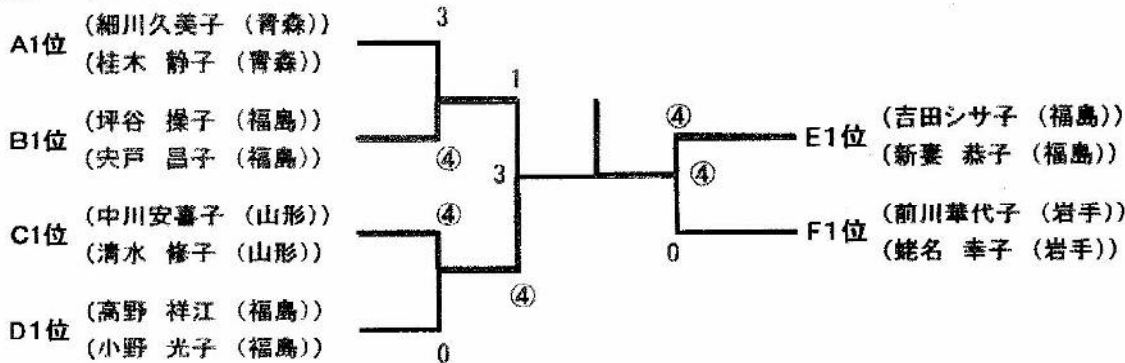 3
A1位 (細川久美子 (青森))
(桂木 静子 (青森))
1
B1位 (坪谷 操子 (福島))
(宍戸 昌子 (福島))
④
3
④ E1位 (吉田シサ子 (福島))
(新妻 恭子 (福島))
④
C1位 (中川安喜子 (山形))
(清水 修子 (山形))
④
④
F1位 (前川華代子 (岩手))
(蛯名 幸子 (岩手))
0
D1位 (高野 祥江 (福島))
(小野 光子 (福島))
0